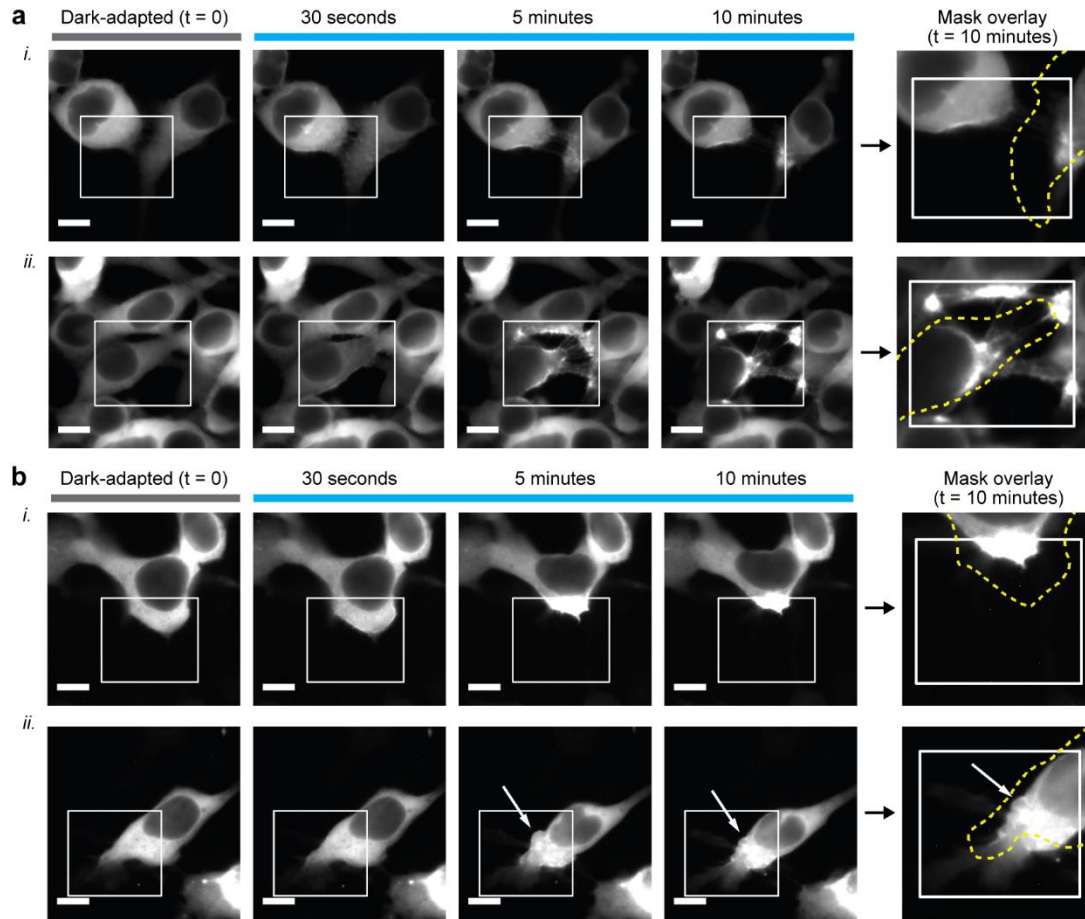 a
Dark-adapted (t = 0) 30 seconds 5 minutes 10 minutes Mask overlay
(t = 10 minutes)
i.
ii.
b
Dark-adapted (t = 0) 30 seconds 5 minutes 10 minutes Mask overlay
(t = 10 minutes)
i.
ii.